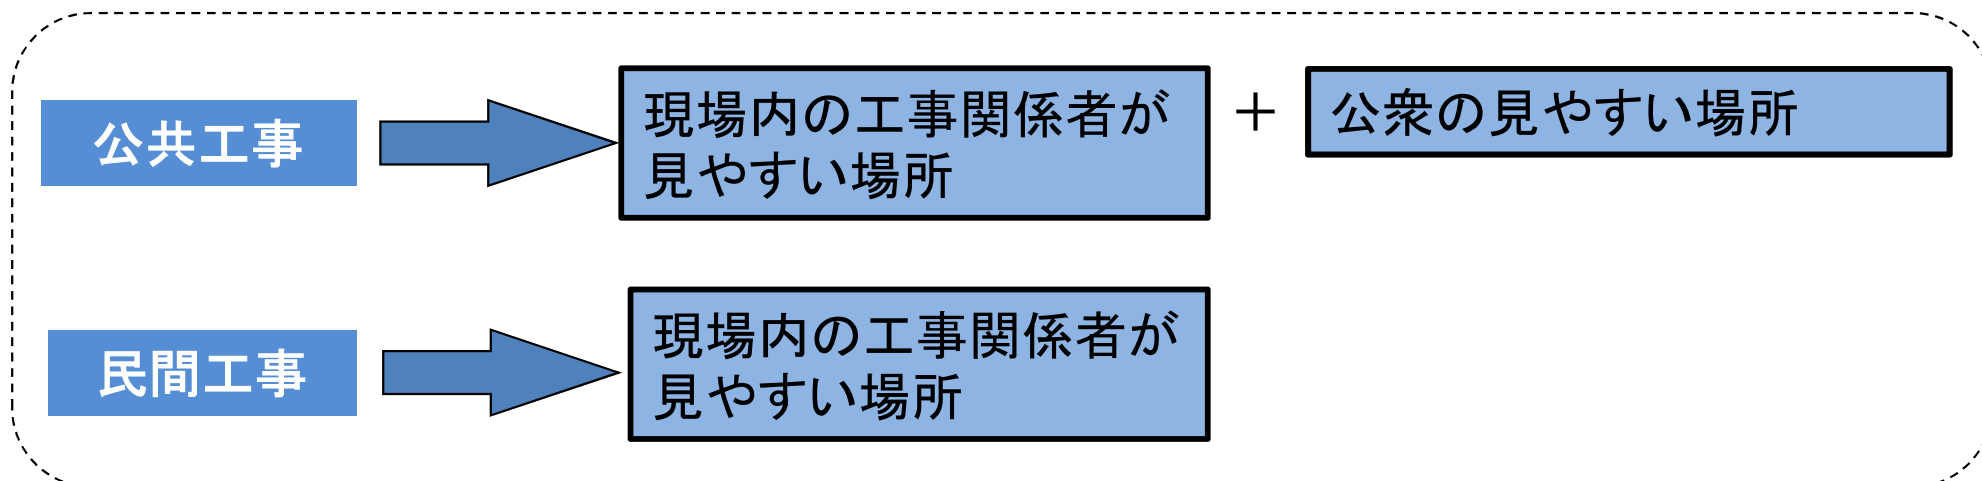 公共工事
現場内の工事関係者が
見やすい場所
＋
公衆の見やすい場所
民間工事
現場内の工事関係者が
見やすい場所